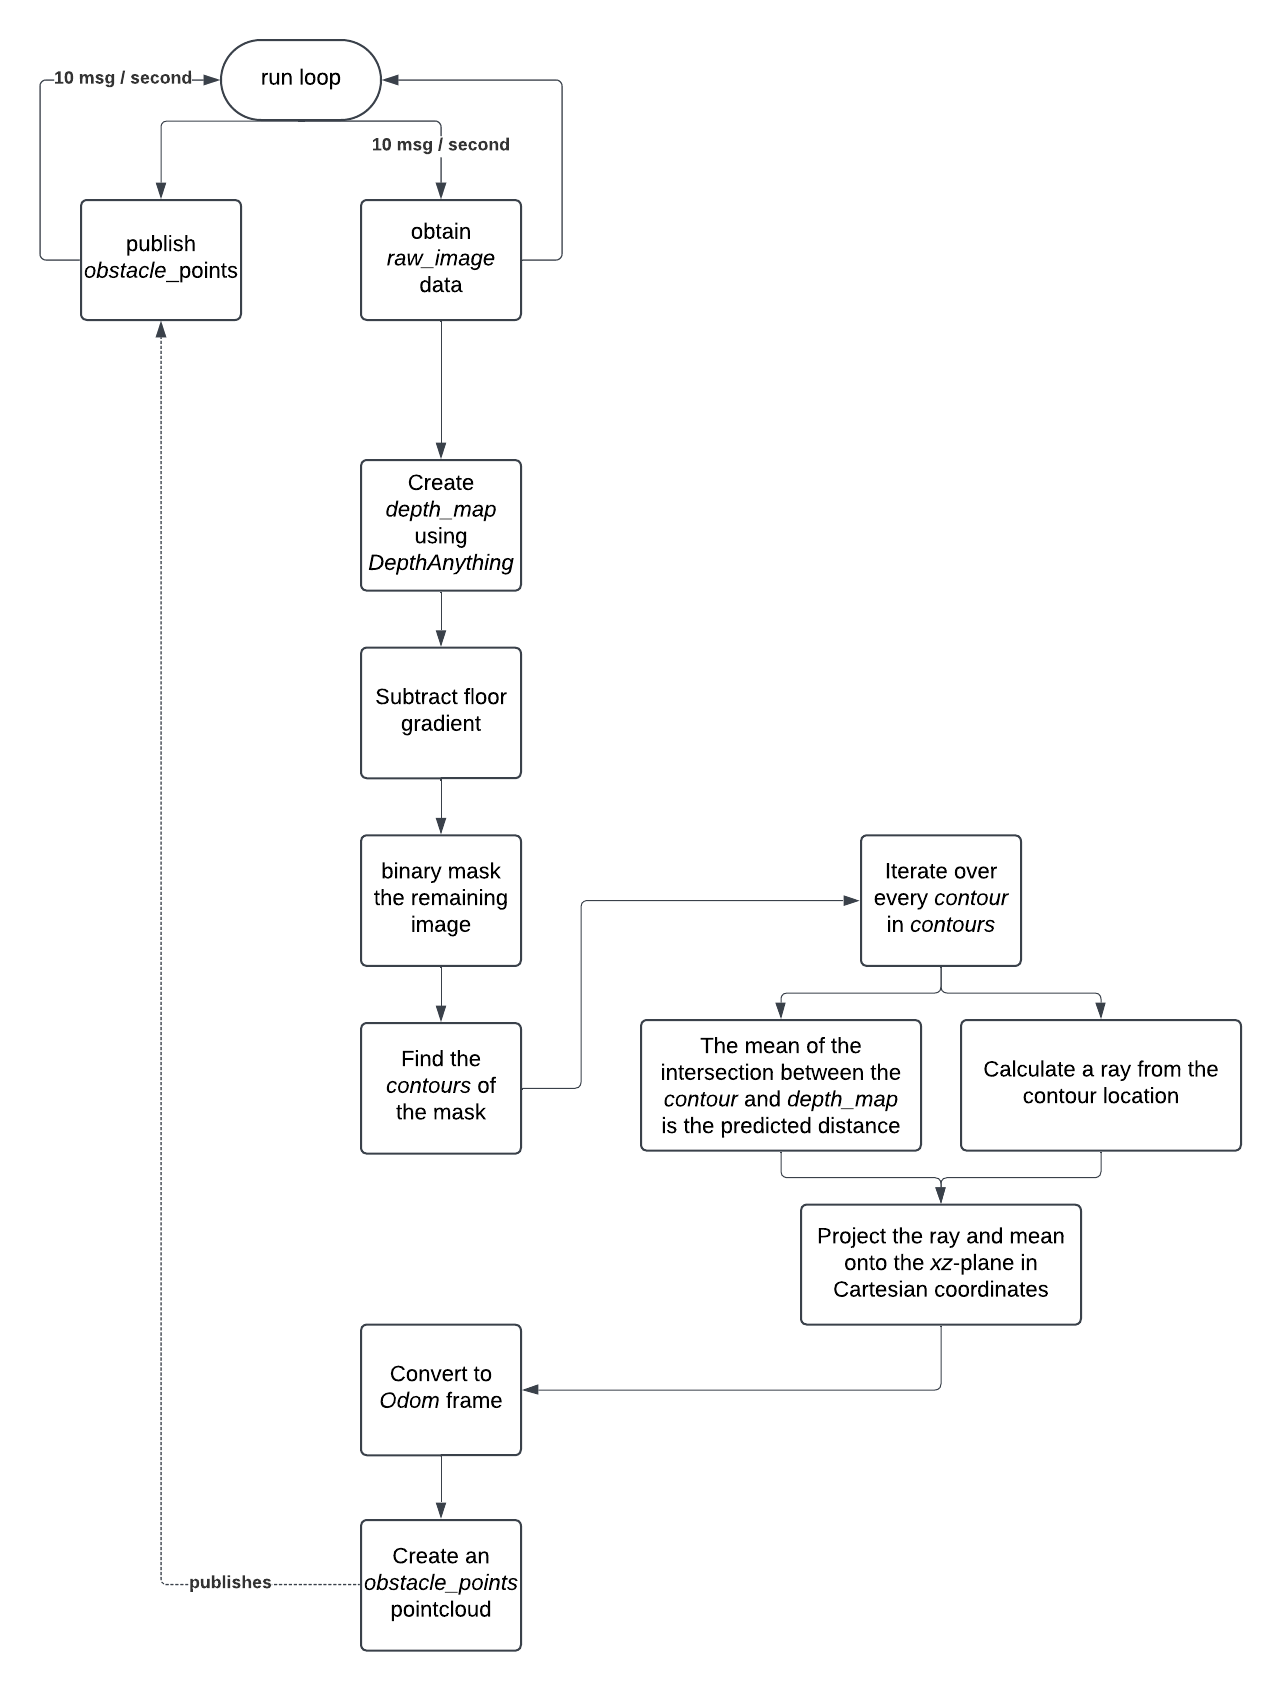 10 msg / second
run loop
10 msg / second
publish
obstacle_points
obtain
raw_image
data
Create
depth_map
using
DepthAnything
Subtract floor
gradient
binary mask
the remaining
image
Find the
contours of
the mask
Iterate over
every contour
in contours
The mean of the
intersection between the
contour and depth_map
is the predicted distance
Calculate a ray from the
contour location
Project the ray and mean
onto the xz-plane in
Cartesian coordinates
Convert to
Odom frame
Create an
obstacle_points
pointcloud
publishes